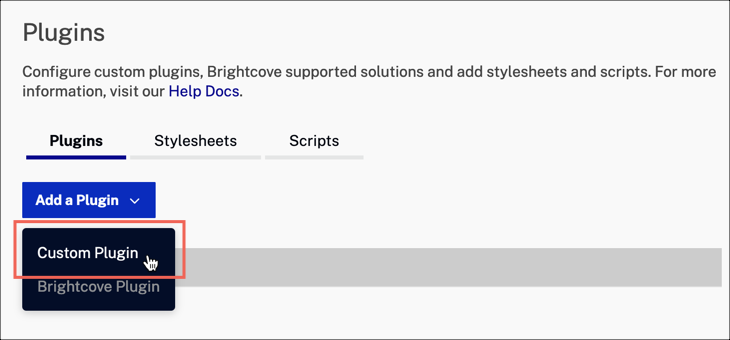 Plugins
Configure custom plugins, Brightcove supported solutions and add stylesheets and scripts. For more
information, visit our Help Docs.
Plugins Stylesheets Scripts
Add a Plugin
Custom Plugin
Brightcove Plugin